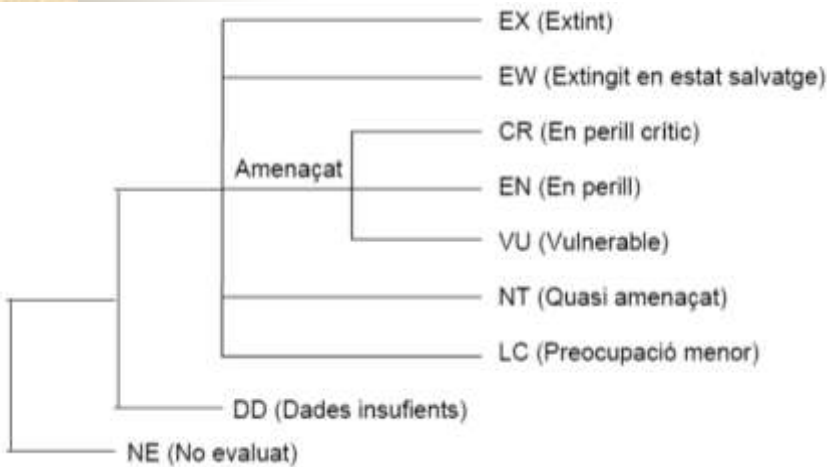 EX (Extint)
EW (Extingit en estat salvatge)
CR (En perill crític)
Amenaçat
EN (En perill)
VU (Vulnerable)
NT (Quasi amenaçat)
LC (Preocupació menor)
DD (Dades insufients)
NE (No evaluat)